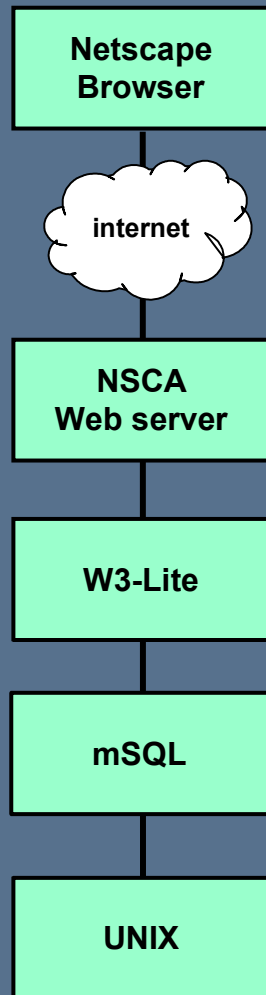 Netscape
Browser
internet
NSCA
Web server
W3-Lite
mSQL
UNIX